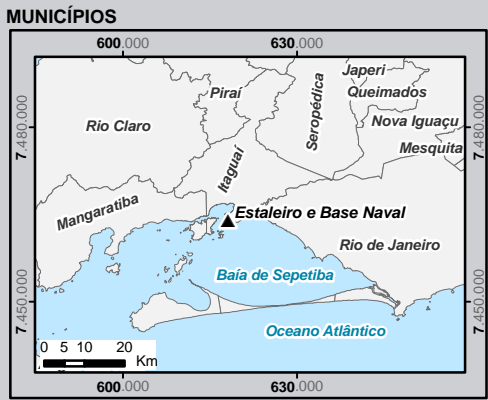 MUNICÍPIOS
600.000 630.000
Japeri
Piraí
Queimados
Seropédica
Nova Iguaçu
Rio Claro
7.480.000 7.480.000
Mesquita
Itaguaí
Mangaratiba
Estaleiro e Base Naval
Rio de Janeiro
Baía de Sepetiba
7.450.000 7.450.000
Oceano Atlântico
0 5 10 20
Km
600.000 630.000